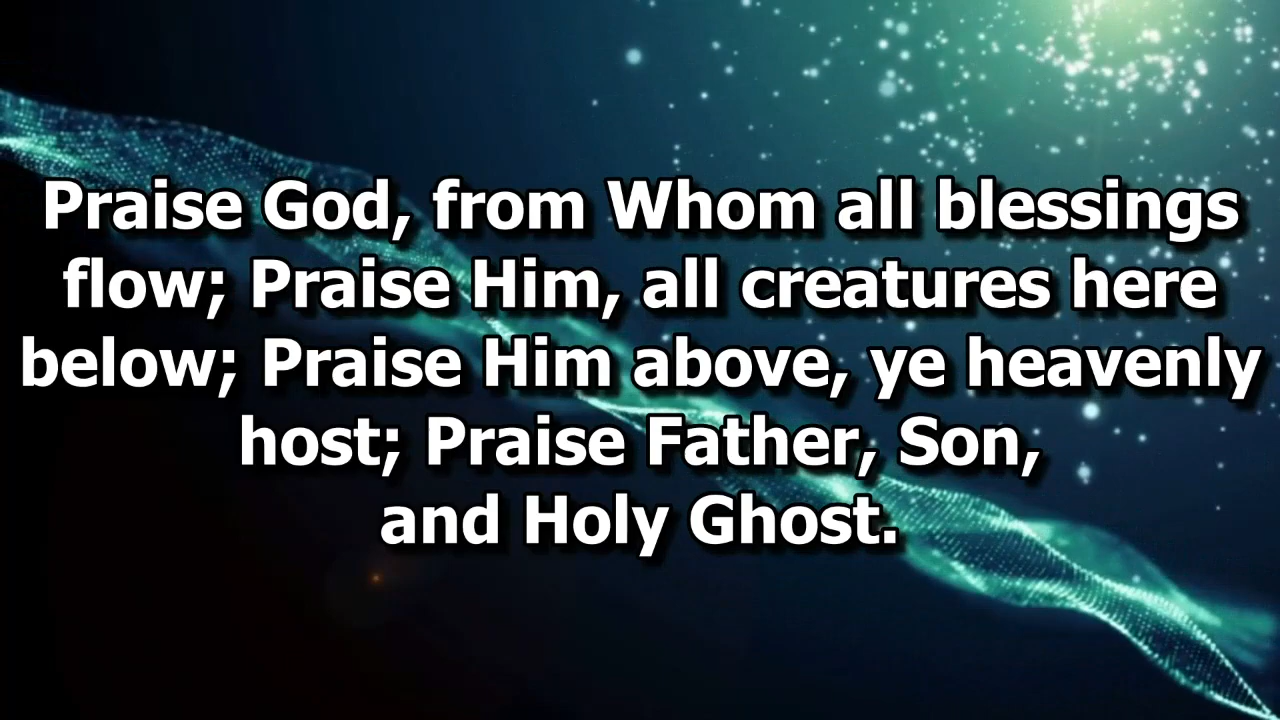 Praise God, from Whom all blessings
flow; Praise Him, all creatures here
below; Praise Him above, ye heavenly
host; Praise Father, Son,
and Holy Ghost.